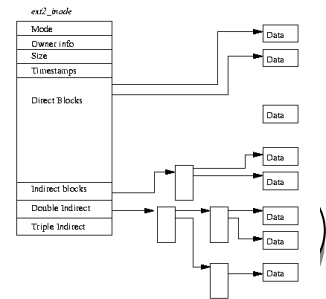 ext2_inode
Mode
Owner info
Size
Timestamps
Direct Blocks
Indirect blocks
Double Indirect
Triple Indirect
Data
Data
Data
Data
Data
Data
Data
Data